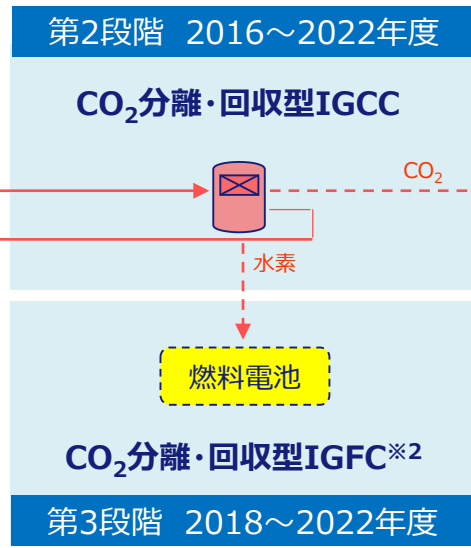 第2段階 2016～2022年度
CO₂分離･回収型IGCC
CO₂
水素
燃料電池
CO₂分離･回収型IGFC※2
第3段階 2018～2022年度